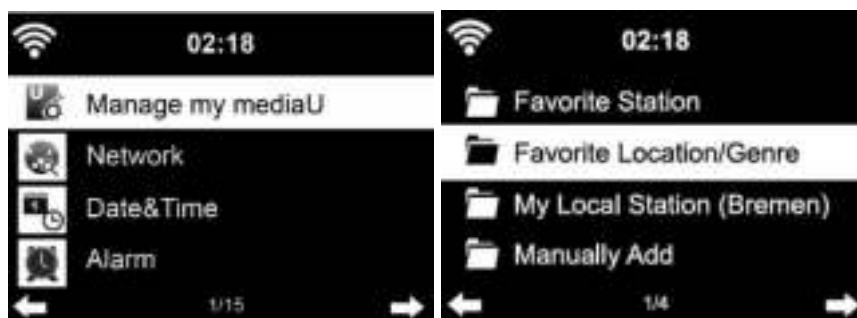 02:18
Manage my mediaU
Network
Date&Time
Alarm
1/15
02:18
Favorite Station
Favorite Location/Genre
My Local Station (Bremen)
Manually Add
1/4